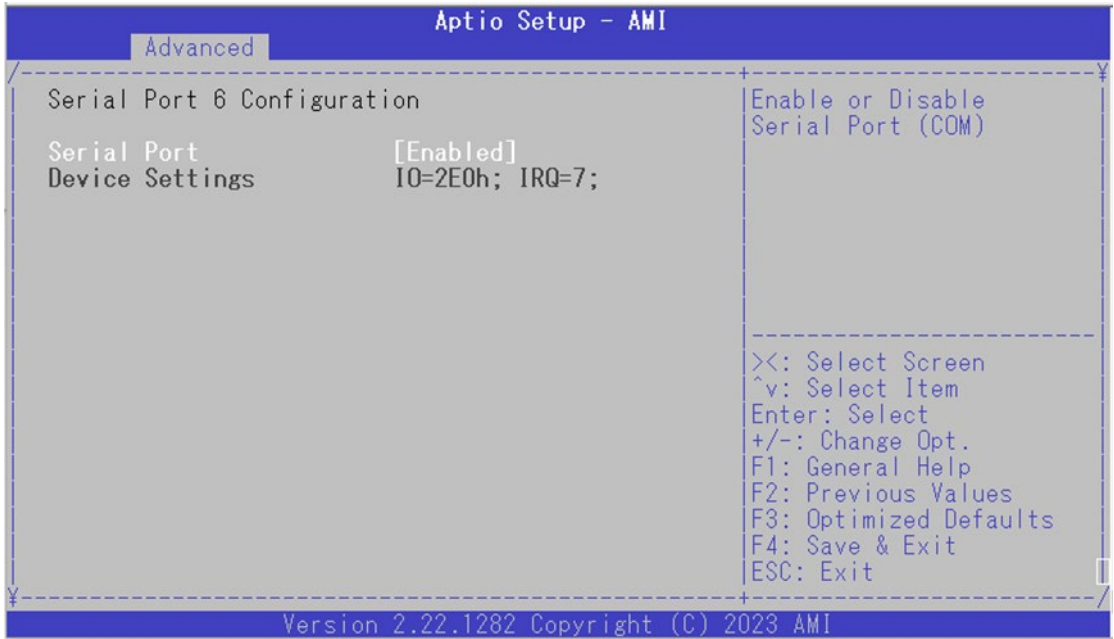 Aptio Setup - AMI
Advanced
Serial Port 6 Configuration
Serial Port [Enabled]
Device Settings IO=2E0h; IRQ=7;
Enable or Disable
Serial Port (COM)
><: Select Screen
^v: Select Item
Enter: Select
+/-: Change Opt.
F1: General Help
F2: Previous Values
F3: Optimized Defaults
F4: Save & Exit
ESC: Exit
Version 2.22.1282 Copyright (C) 2023 AMI